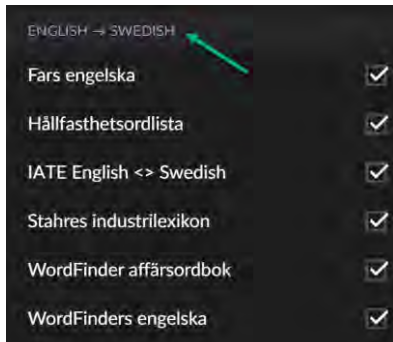 ENGLISH → SWEDISH
Fars engelska
Hållfasthetsordlista
IATE English <> Swedish
Stahres industrilexikon
WordFinder affärsordbok
WordFinders engelska